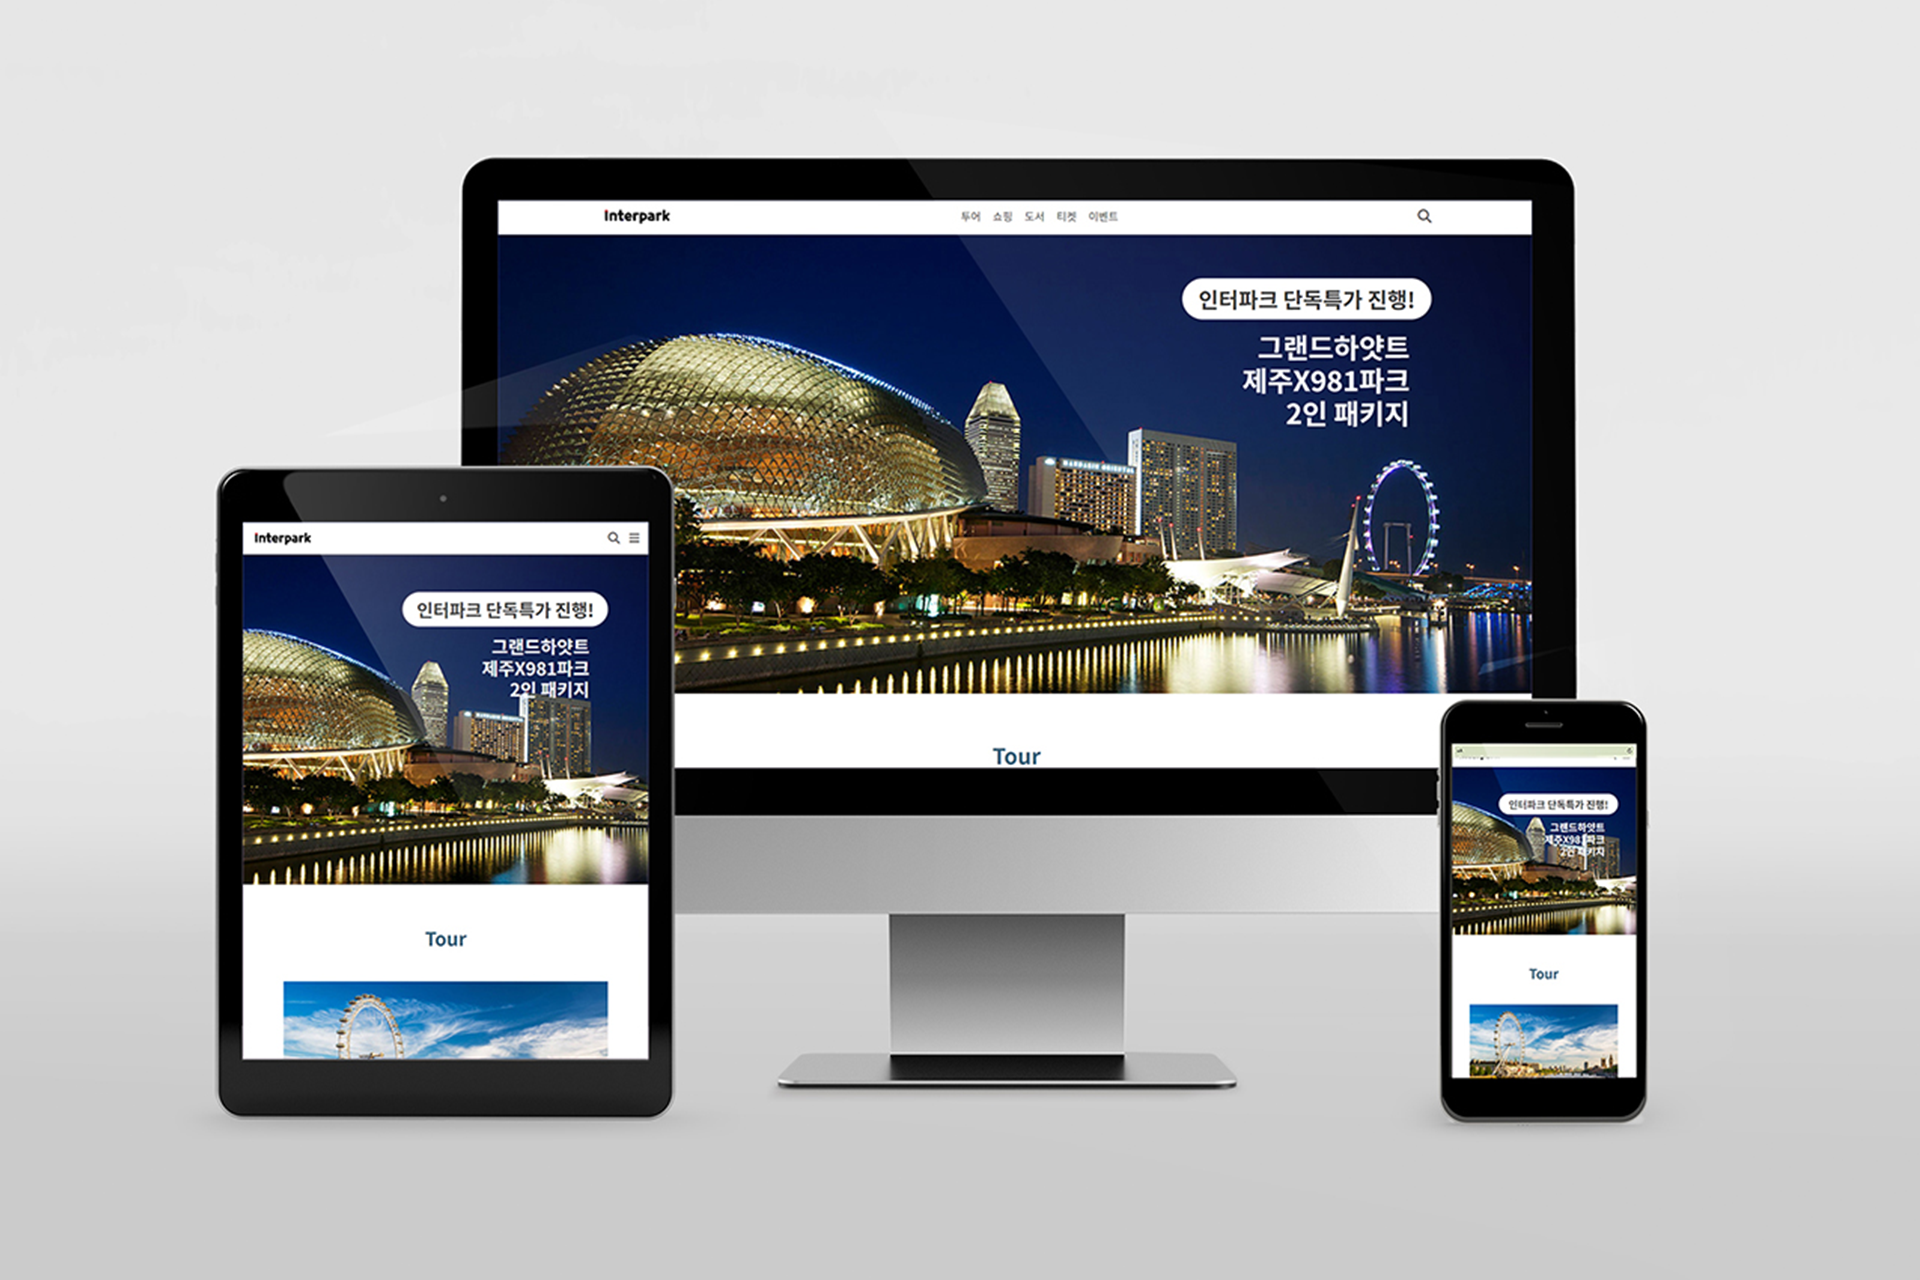 Interpark
투어 쇼핑 도서 티켓 이벤트
인터파크 단독특가 진행!
그랜드하얏트
제주X981파크
2인 패키지
MANDARIN ORIENTAL
Tour
Interpark
인터파크 단독특가 진행!
그랜드하얏트
제주X981파크
2인 패키지
Tour
인터파크 단독특가 진행!
그랜드하얏트
제주X981파크
2인 패키지
Tour